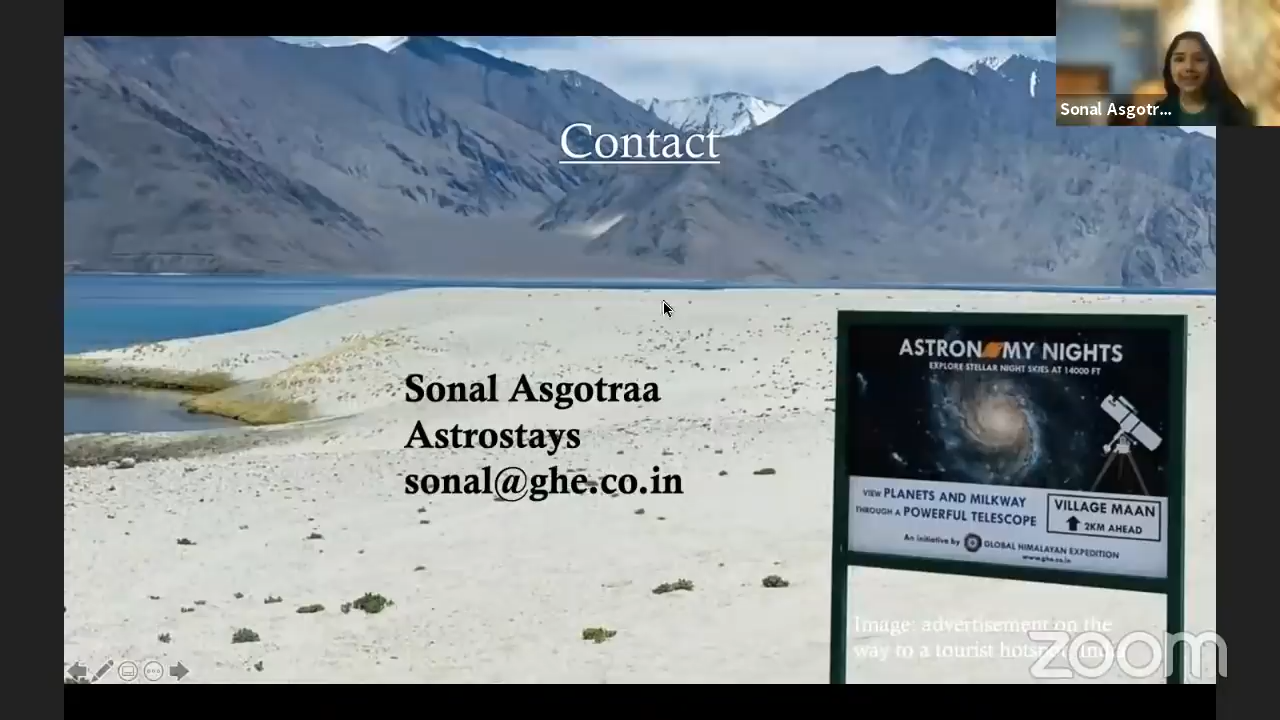 Sonal Asgotr...
Contact
Sonal Asgotraa
Astrostays
sonal@ghe.co.in
ASTRONOMY NIGHTS
EXPLORE STELLAR NIGHT SKIES AT 14000 FT
VIEW PLANETS AND MILKWAY
THROUGH A POWERFUL TELESCOPE
VILLAGE MAAN
2KM AHEAD
An initiative by GLOBAL HIMALAYAN EXPEDITION
www.ghe.co.in
Image: advertisement on the
way to a tourist hotspot, India
zoom